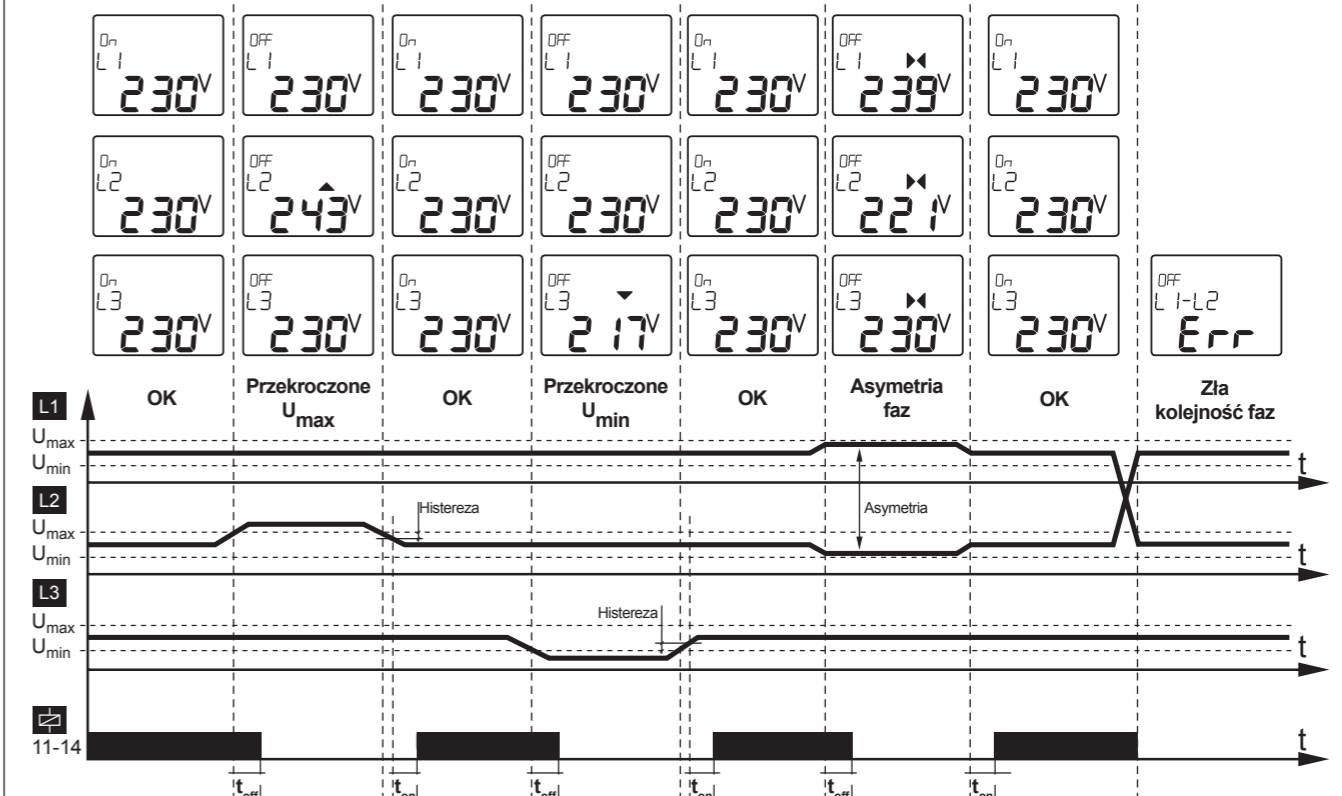 On OFF On OFF On OFF On
L1 L1 L1 L1 L1 L1 L1
230V 230V 230V 230V 230V 239V 230V
On OFF On OFF On OFF On
L2 L2 L2 L2 L2 L2 L2
230V 243V 230V 230V 230V 221V 230V
On OFF On OFF On OFF On OFF
L3 L3 L3 L3 L3 L3 L3 L1-L2
230V 230V 230V 217V 230V 230V 230V Err
OK Przekroczone Umax OK Przekroczone Umin OK Asymetria faz OK Zła kolejność faz
L1
Umax
Umin
t
L2
Histereza
Asymetria
Umax
Umin
t
L3
Histereza
Umax
Umin
t
11-14
t
toff ton toff ton toff ton